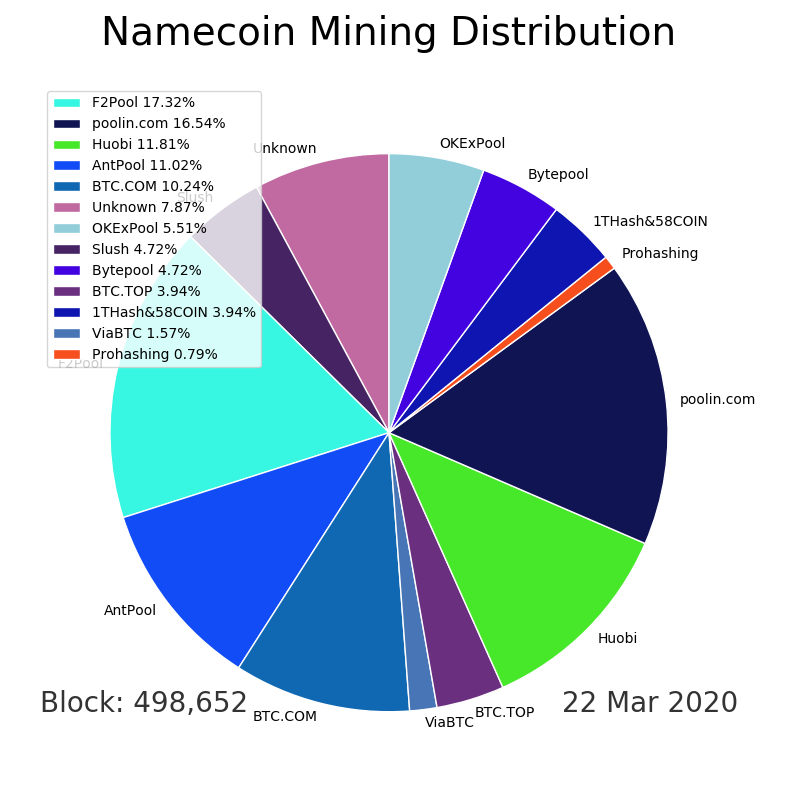 Namecoin Mining Distribution
F2Pool 17.32%
poolin.com 16.54%
Huobi 11.81%
AntPool 11.02%
BTC.COM 10.24%
Unknown 7.87%
OKExPool 5.51%
Slush 4.72%
Bytepool 4.72%
BTC.TOP 3.94%
1THash&58COIN 3.94%
ViaBTC 1.57%
Prohashing 0.79%
OKExPool
Bytepool
1THash&58COIN
Prohashing
poolin.com
Huobi
BTC.TOP
ViaBTC
BTC.COM
AntPool
F2Pool
Slush
Unknown
Block: 498,652
22 Mar 2020